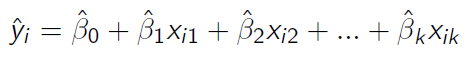 ŷᵢ = β̂₀ + β̂₁xᵢ₁ + β̂₂xᵢ₂ + ... + β̂ₖxᵢₖ